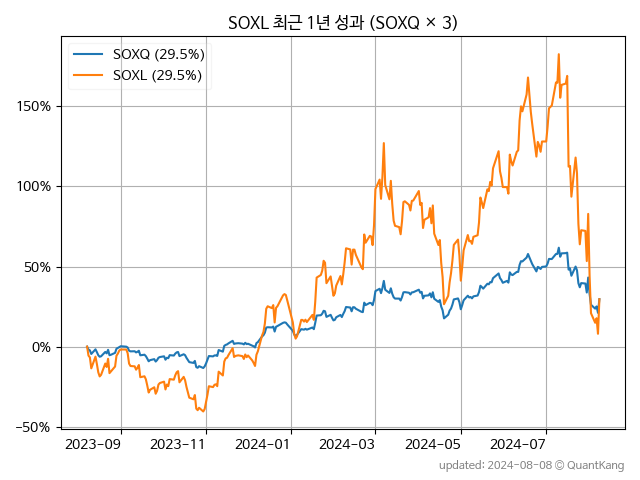 SOXL 최근 1년 성과 (SOXQ × 3)
SOXQ (29.5%)
SOXL (29.5%)
150%
100%
50%
0%
−50%
2023-09
2023-11
2024-01
2024-03
2024-05
2024-07
updated: 2024-08-08 © QuantKang